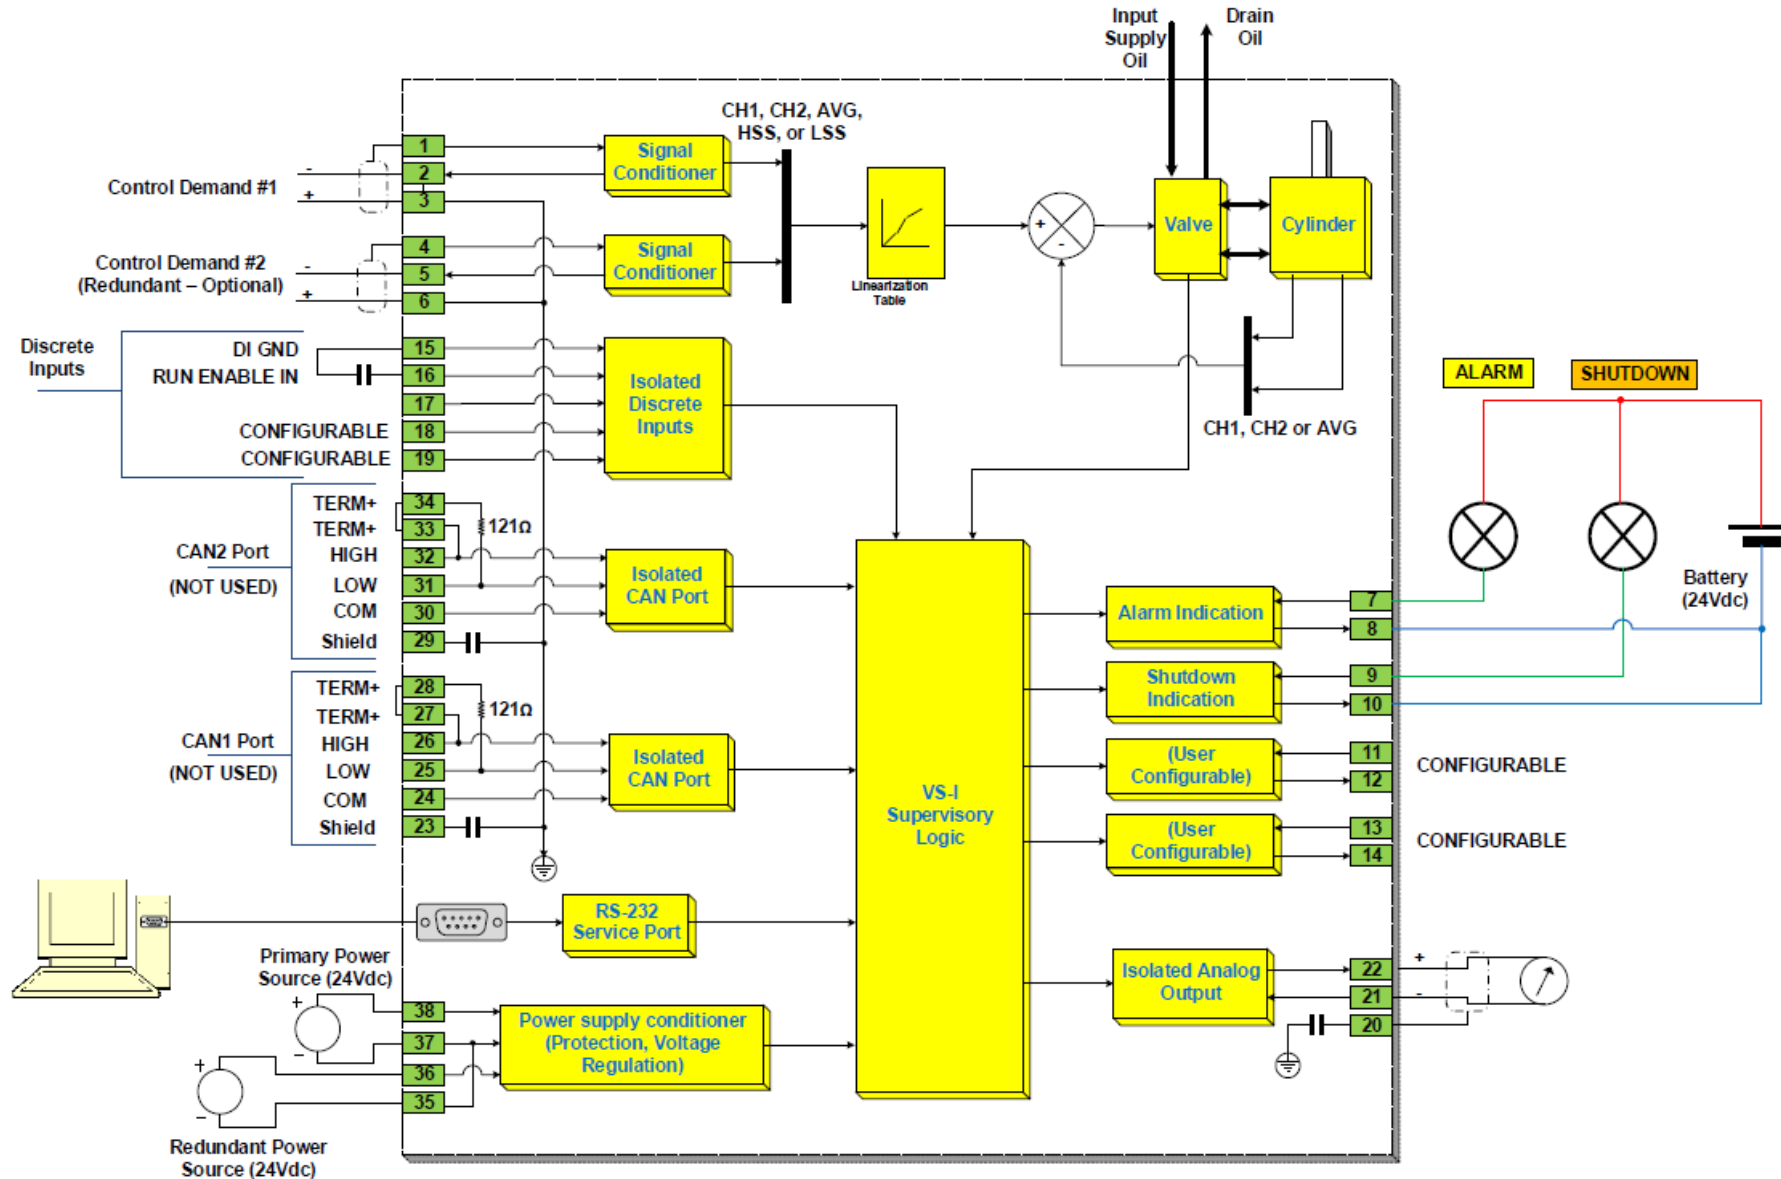 Input
Supply
Oil
Drain
Oil
CH1, CH2, AVG,
HSS, or LSS
Control Demand #1
-
+
1
2
3
Signal
Conditioner
Control Demand #2
(Redundant – Optional)
-
+
4
5
6
Signal
Conditioner
Linearization
Table
+
-
Valve
Cylinder
CH1, CH2 or AVG
Discrete
Inputs
DI GND
RUN ENABLE IN
CONFIGURABLE
CONFIGURABLE
15
16
17
18
19
Isolated
Discrete
Inputs
ALARM
SHUTDOWN
Battery
(24Vdc)
CAN2 Port
(NOT USED)
TERM+
TERM+
HIGH
LOW
COM
Shield
34
33
32
31
30
29
121Ω
Isolated
CAN Port
CAN1 Port
(NOT USED)
TERM+
TERM+
HIGH
LOW
COM
Shield
28
27
26
25
24
23
121Ω
Isolated
CAN Port
VS-I
Supervisory
Logic
Alarm Indication
7
8
Shutdown
Indication
9
10
(User
Configurable)
11
12
CONFIGURABLE
(User
Configurable)
13
14
CONFIGURABLE
RS-232
Service Port
Isolated Analog
Output
22
21
20
+
-
Primary Power
Source (24Vdc)
+
–
38
37
36
35
Power supply conditioner
(Protection, Voltage
Regulation)
+
–
Redundant Power
Source (24Vdc)